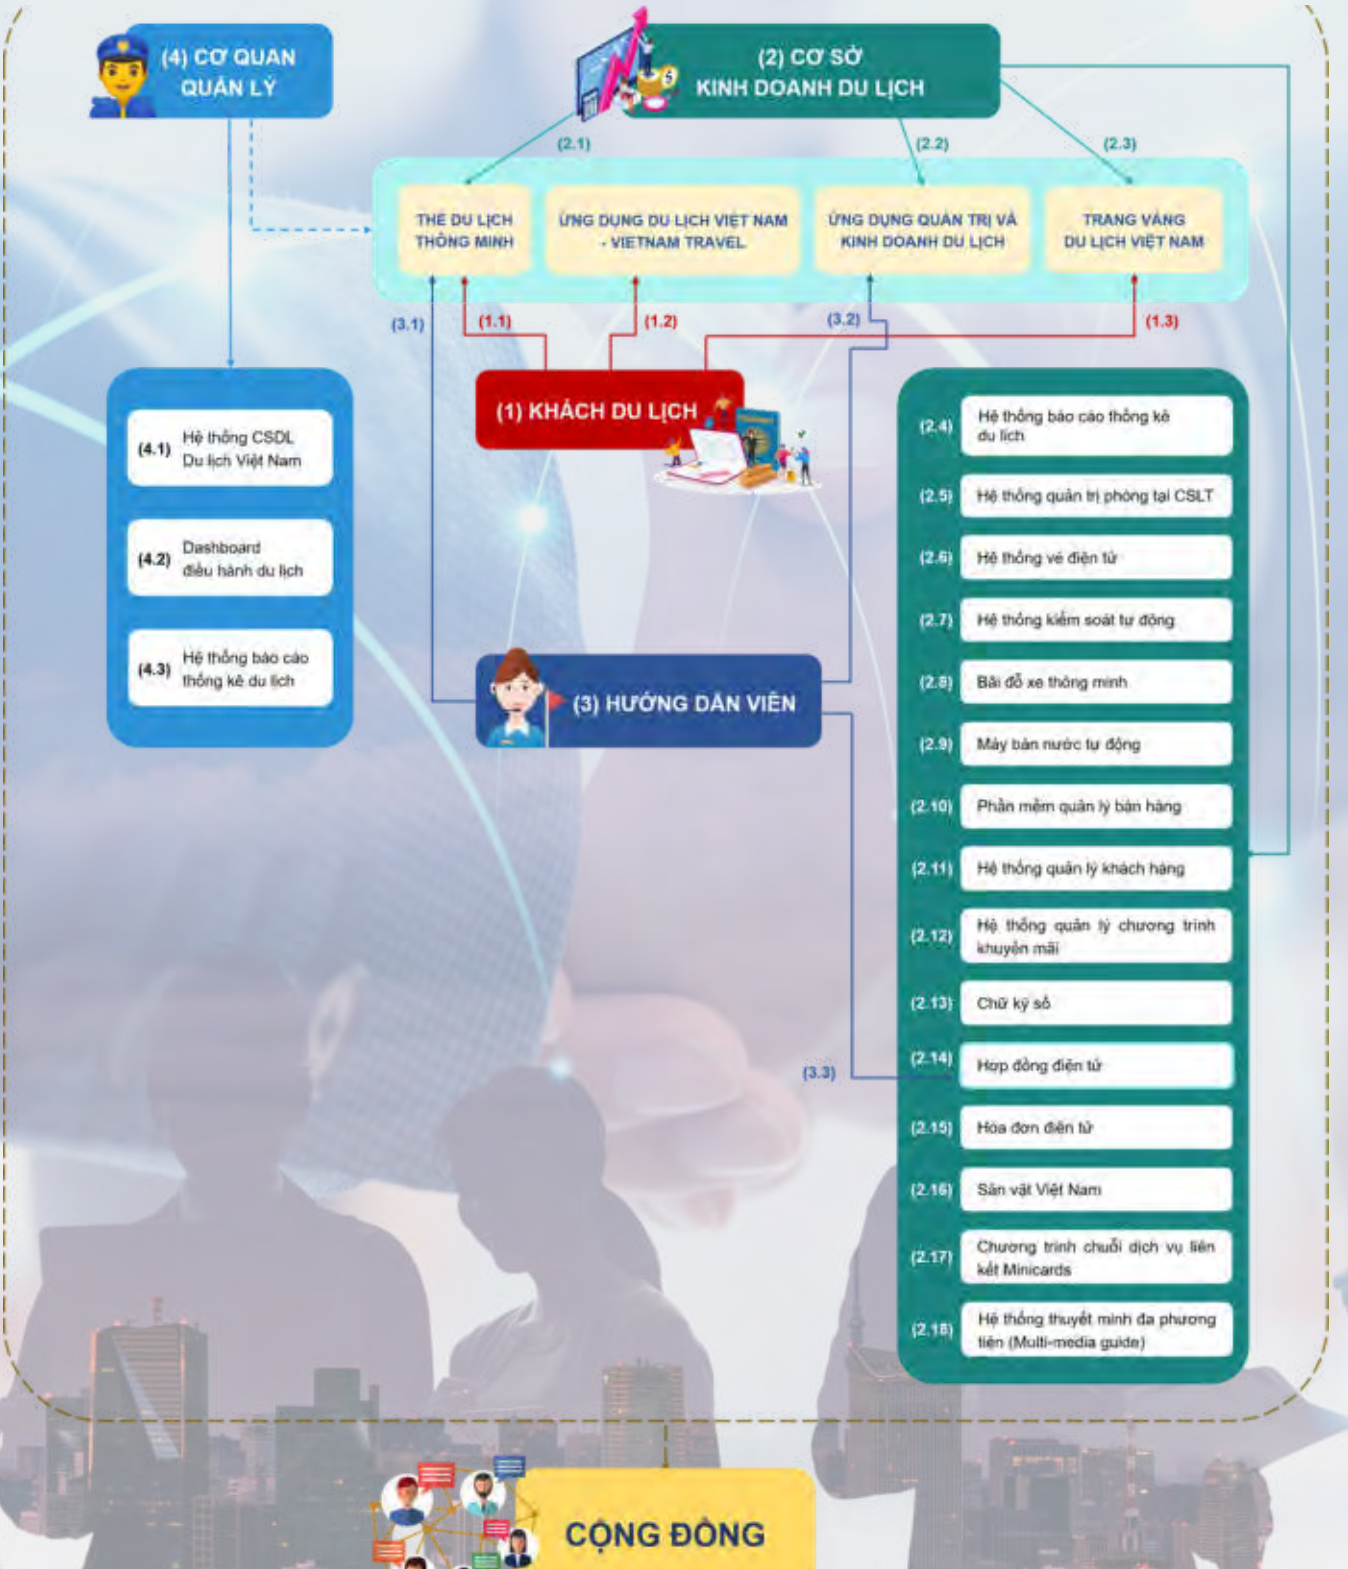 (4) CƠ QUAN
QUẢN LÝ
(2) CƠ SỞ
KINH DOANH DU LỊCH
(2.1)
(2.2)
(2.3)
THẺ DU LỊCH
THÔNG MINH
ỨNG DỤNG DU LỊCH VIỆT NAM
- VIETNAM TRAVEL
ỨNG DỤNG QUẢN TRỊ VÀ
KINH DOANH DU LỊCH
TRANG VÀNG
DU LỊCH VIỆT NAM
(3.1)
(1.1)
(1.2)
(3.2)
(1.3)
(1) KHÁCH DU LỊCH
(4.1) Hệ thống CSDL
Du lịch Việt Nam
(4.2) Dashboard
điều hành du lịch
(4.3) Hệ thống báo cáo
thống kê du lịch
(3) HƯỚNG DẪN VIÊN
(3.3)
(2.4) Hệ thống báo cáo thống kê
du lịch
(2.5) Hệ thống quản trị phòng tại CSLT
(2.6) Hệ thống vé điện tử
(2.7) Hệ thống kiểm soát tự động
(2.8) Bãi đỗ xe thông minh
(2.9) Máy bán nước tự động
(2.10) Phần mềm quản lý bán hàng
(2.11) Hệ thống quản lý khách hàng
(2.12) Hệ thống quản lý chương trình
khuyến mãi
(2.13) Chữ ký số
(2.14) Hợp đồng điện tử
(2.15) Hóa đơn điện tử
(2.16) Sản vật Việt Nam
(2.17) Chương trình chuỗi dịch vụ liên
kết Minicards
(2.18) Hệ thống thuyết minh đa phương
tiện (Multi-media guide)
CỘNG ĐỒNG